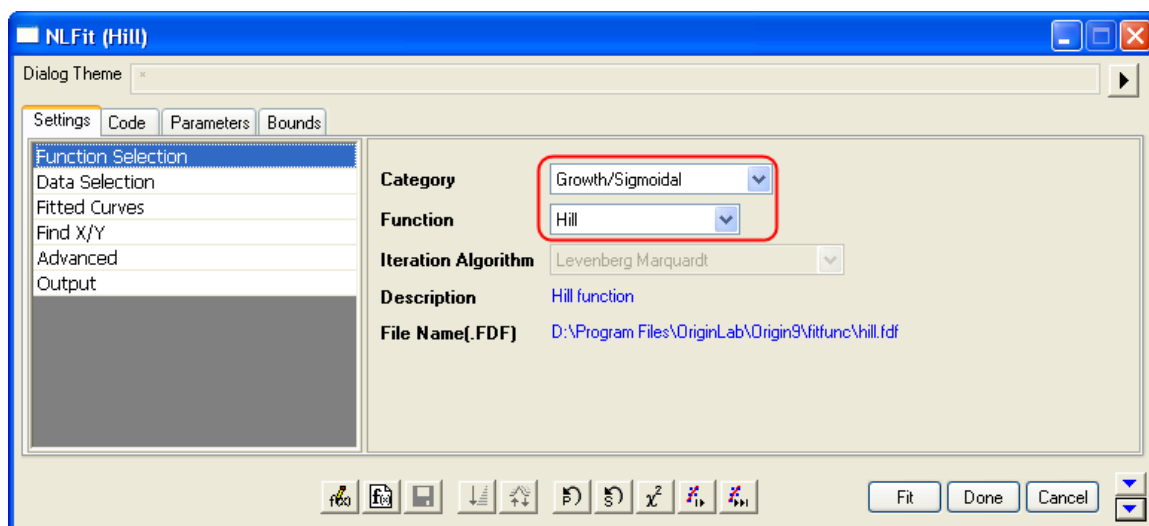 NLFit (Hill)
Dialog Theme *
Settings Code Parameters Bounds
Function Selection
Data Selection
Fitted Curves
Find X/Y
Advanced
Output
Category Growth/Sigmoidal
Function Hill
Iteration Algorithm Levenberg Marquardt
Description Hill function
File Name(.FDF) D:\Program Files\OriginLab\Origin9\fitfunc\hill.fdf
Fit Done Cancel